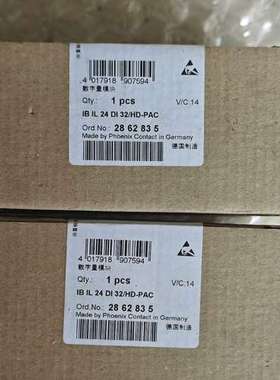 4 017918 907594
数字量模块
Qty.: 1 pcs V/C.14
IB IL 24 DI 32/HD-PAC
Ord No.: 28 62 83 5
Made by Phoenix Contact in Germany
德国制造
4 017918 907594
数字量模块
Qty.: 1 pcs V/C.14
IB IL 24 DI 32/HD-PAC
Ord No.: 28 62 83 5
Made by Phoenix Contact in Germany
德国制造